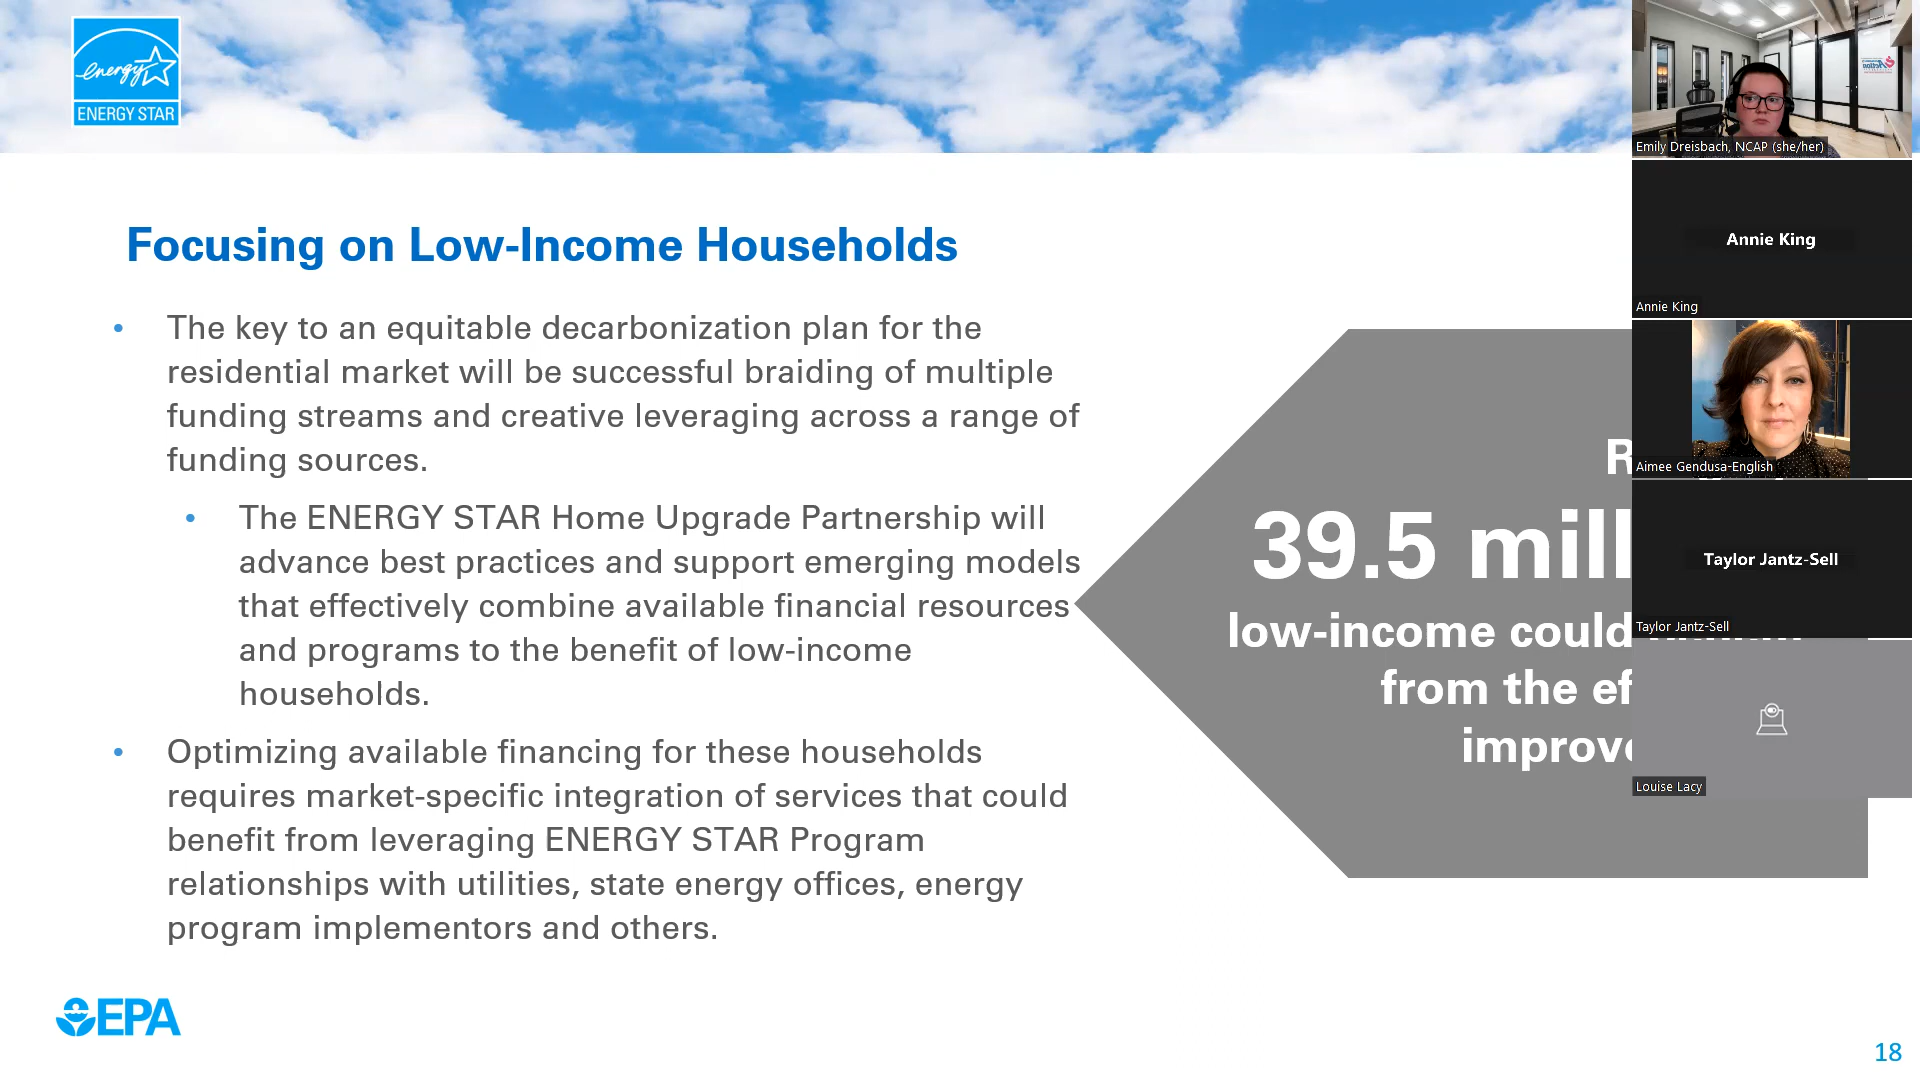 energy
ENERGY STAR
Focusing on Low-Income Households
• The key to an equitable decarbonization plan for the
residential market will be successful braiding of multiple
funding streams and creative leveraging across a range of
funding sources.
• The ENERGY STAR Home Upgrade Partnership will
advance best practices and support emerging models
that effectively combine available financial resources
and programs to the benefit of low-income
households.
• Optimizing available financing for these households
requires market-specific integration of services that could
benefit from leveraging ENERGY STAR Program
relationships with utilities, state energy offices, energy
program implementors and others.
39.5
low-income could
from the
EPA
18
Emily Dreisbach, NCAP (she/her)
Annie King
Annie King
Aimee Gendusa-English
Taylor Jantz-Sell
Taylor Jantz-Sell
Louise Lacy